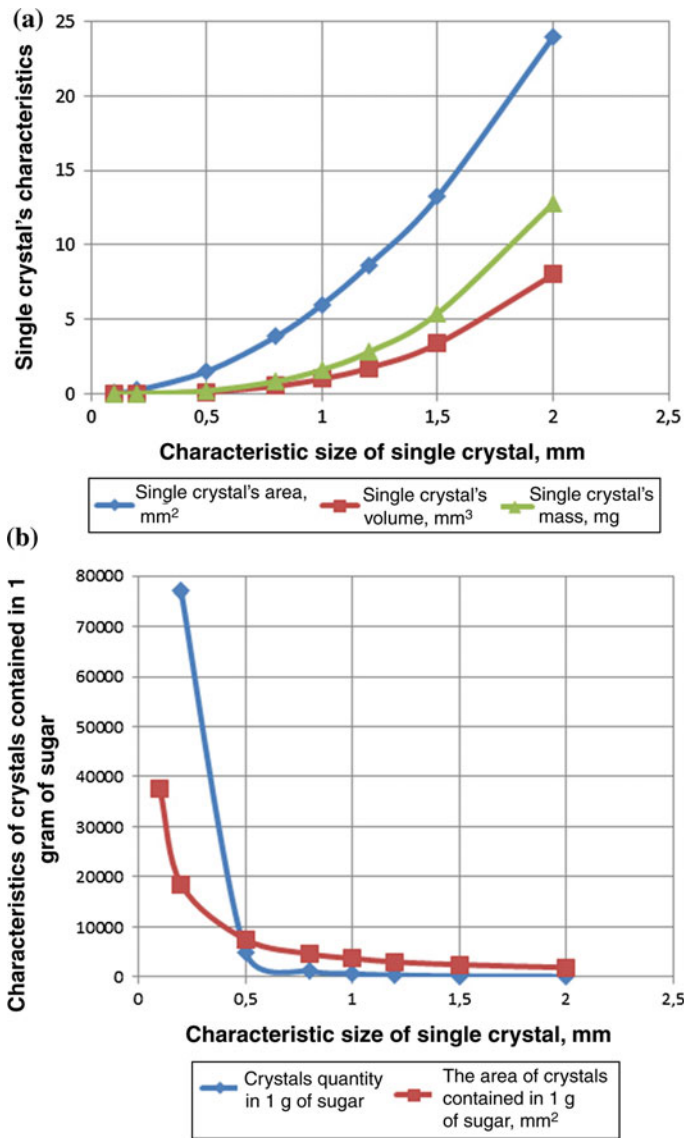 (a)
Single crystal's characteristics
25
20
15
10
5
0
0
0,5
1
1,5
2
2,5
Characteristic size of single crystal, mm
Single crystal's area,
mm²
Single crystal's
volume, mm³
Single crystal's
mass, mg
(b)
Characteristics of crystals contained in 1
gram of sugar
80000
70000
60000
50000
40000
30000
20000
10000
0
0
0,5
1
1,5
2
2,5
Characteristic size of single crystal, mm
Crystals quantity
in 1 g of sugar
The area of crystals
contained in 1 g
of sugar, mm²